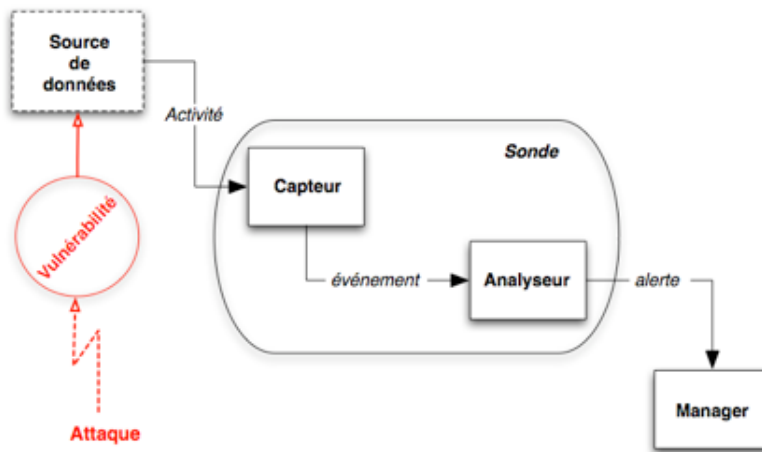 Source
de
données
Activité
Sonde
Capteur
Vulnérabilité
événement
Analyseur
alerte
Manager
Attaque